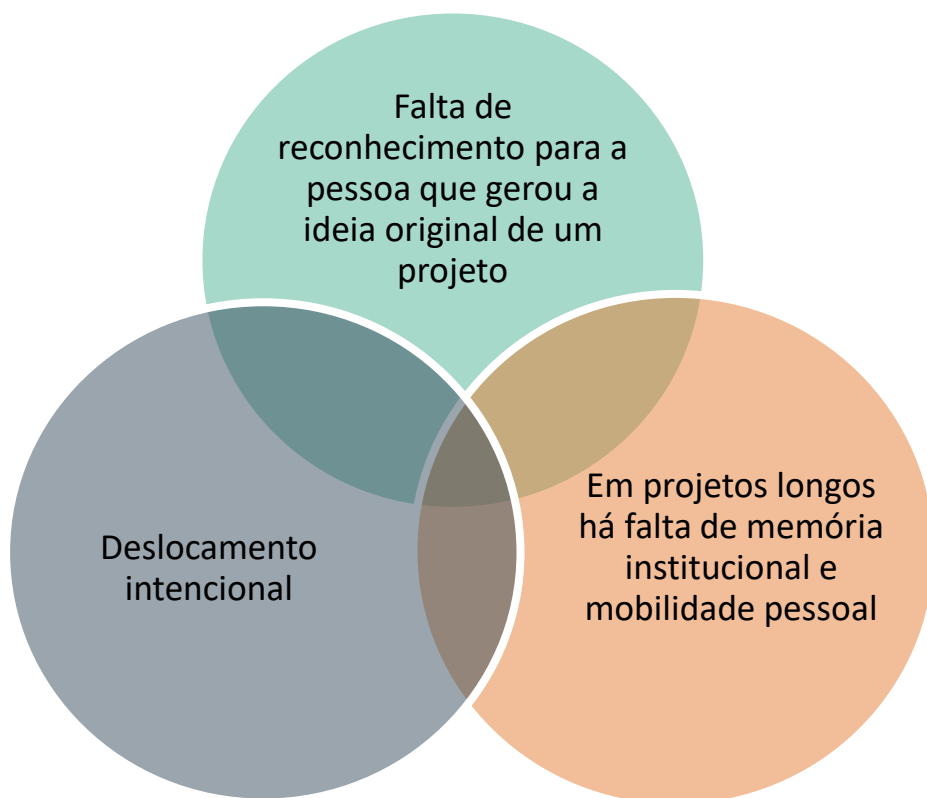 Falta de
reconhecimento para a
pessoa que gerou a
ideia original de um
projeto
Deslocamento
intencional
Em projetos longos
há falta de memória
institucional e
mobilidade pessoal